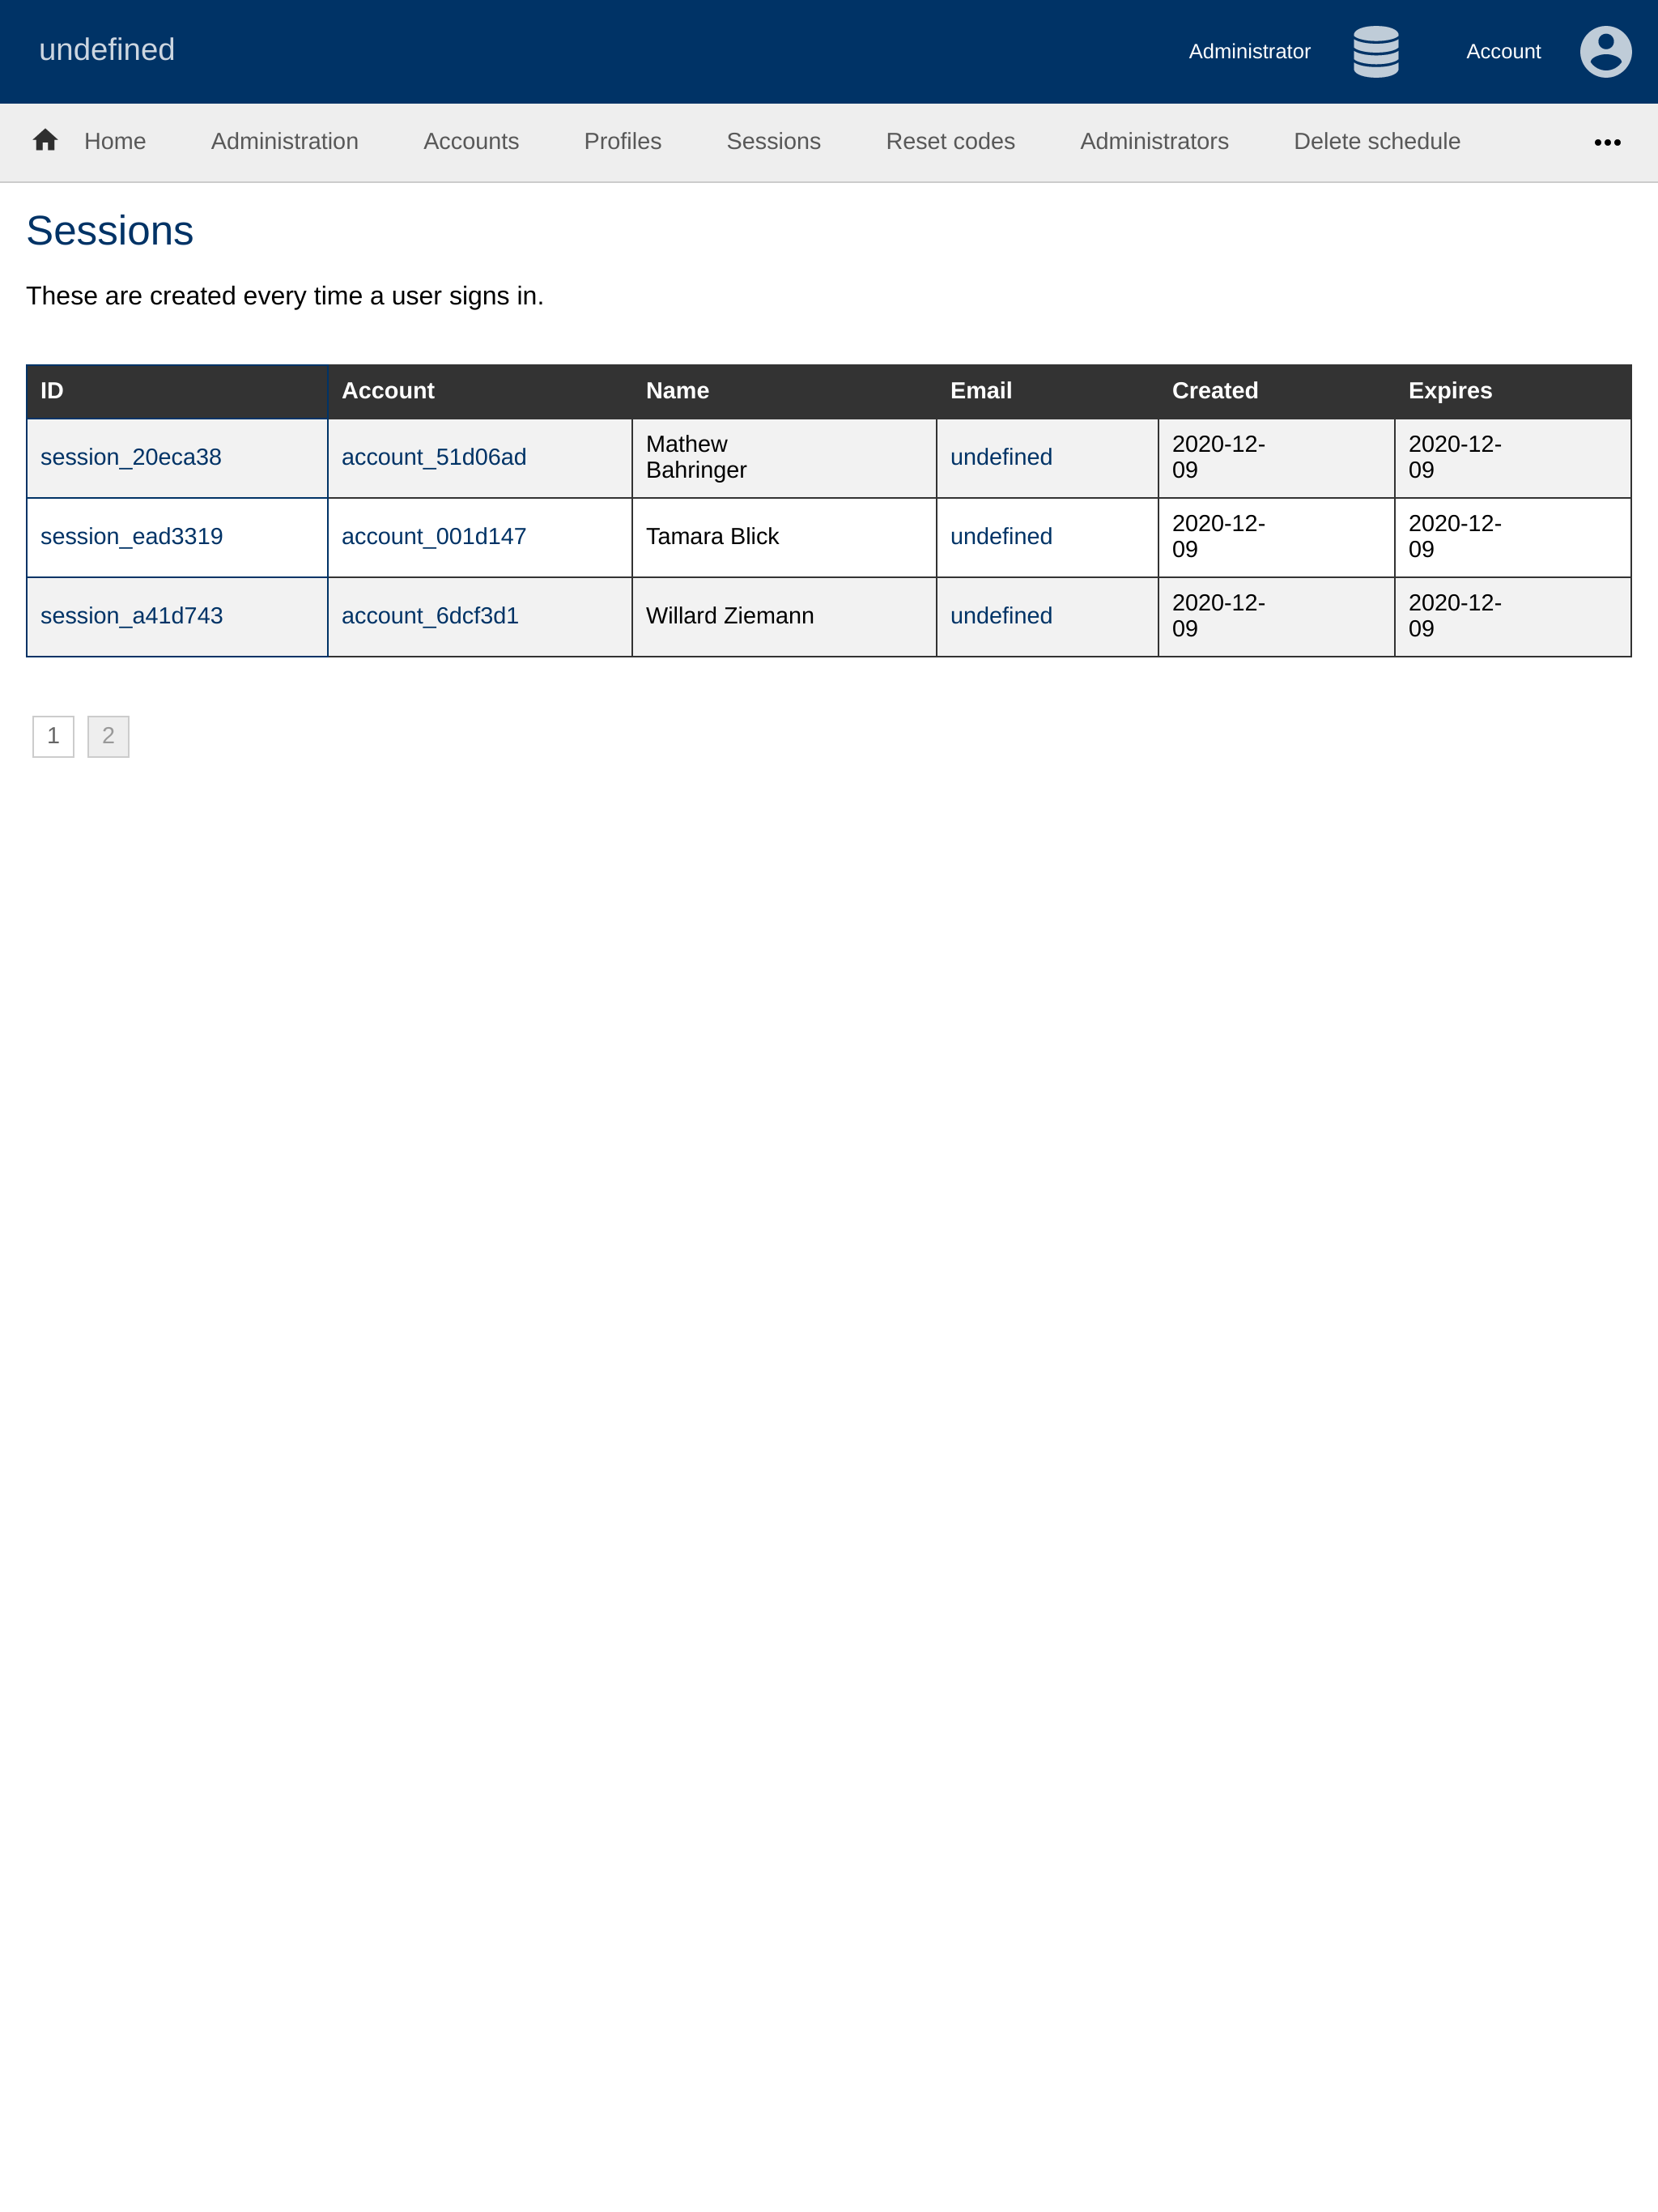 undefined
Administrator
Account
Home
Administration
Accounts
Profiles
Sessions
Reset codes
Administrators
Delete schedule
Sessions
These are created every time a user signs in.
ID
Account
Name
Email
Created
Expires
session_20eca38
account_51d06ad
Mathew
Bahringer
undefined
2020-12-
09
2020-12-
09
session_ead3319
account_001d147
Tamara Blick
undefined
2020-12-
09
2020-12-
09
session_a41d743
account_6dcf3d1
Willard Ziemann
undefined
2020-12-
09
2020-12-
09
1
2